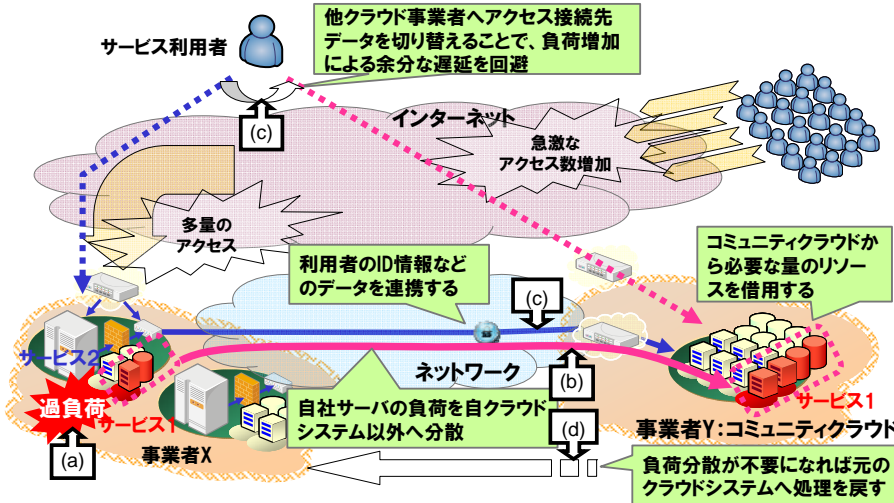 サービス利用者
他クラウド事業者へアクセス接続先
データを切り替えることで、負荷増加
による余分な遅延を回避
(c)
インターネット
急激な
アクセス数増加
多量の
アクセス
利用者のID情報など
のデータを連携する
(c)
コミュニティクラウドか
ら必要な量のリソー
スを借用する
サービス2
過負荷
サービス1
(a)
事業者X
ネットワーク
(b)
自社サーバの負荷を自クラウド
システム以外へ分散
(d)
サービス1
事業者Y:コミュニティクラウド
負荷分散が不要になれば元の
クラウドシステムへ処理を戻す